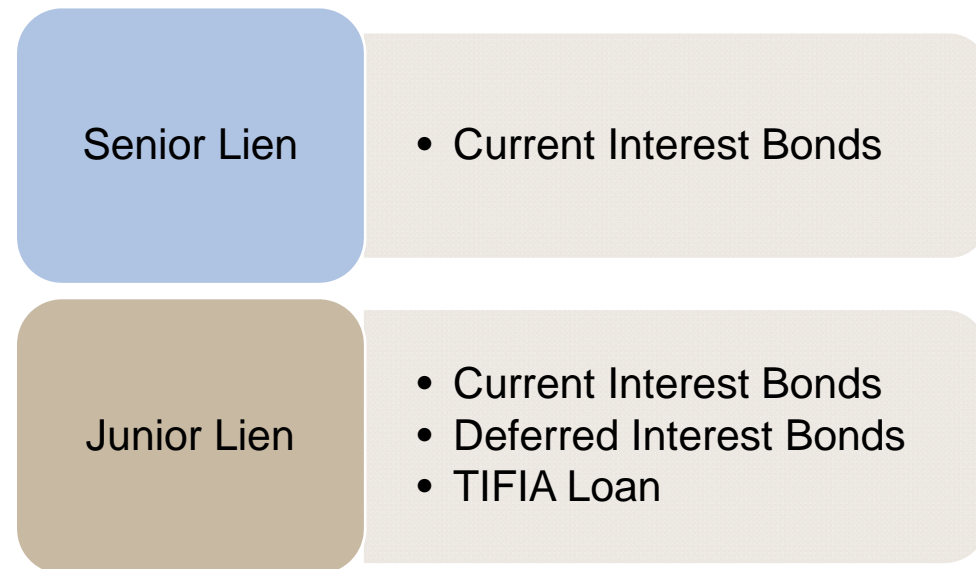 Senior Lien
• Current Interest Bonds
Junior Lien
• Current Interest Bonds
• Deferred Interest Bonds
• TIFIA Loan